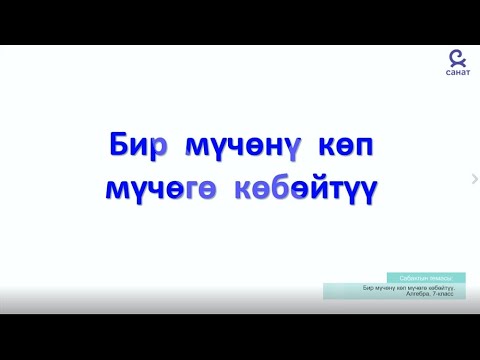 санат
Бир мүчөнү көп
мүчөгө көбөйтүү
Сабактын темасы:
Бир мүчөнү көп мүчөгө көбөйтүү.
Алгебра, 7-класс